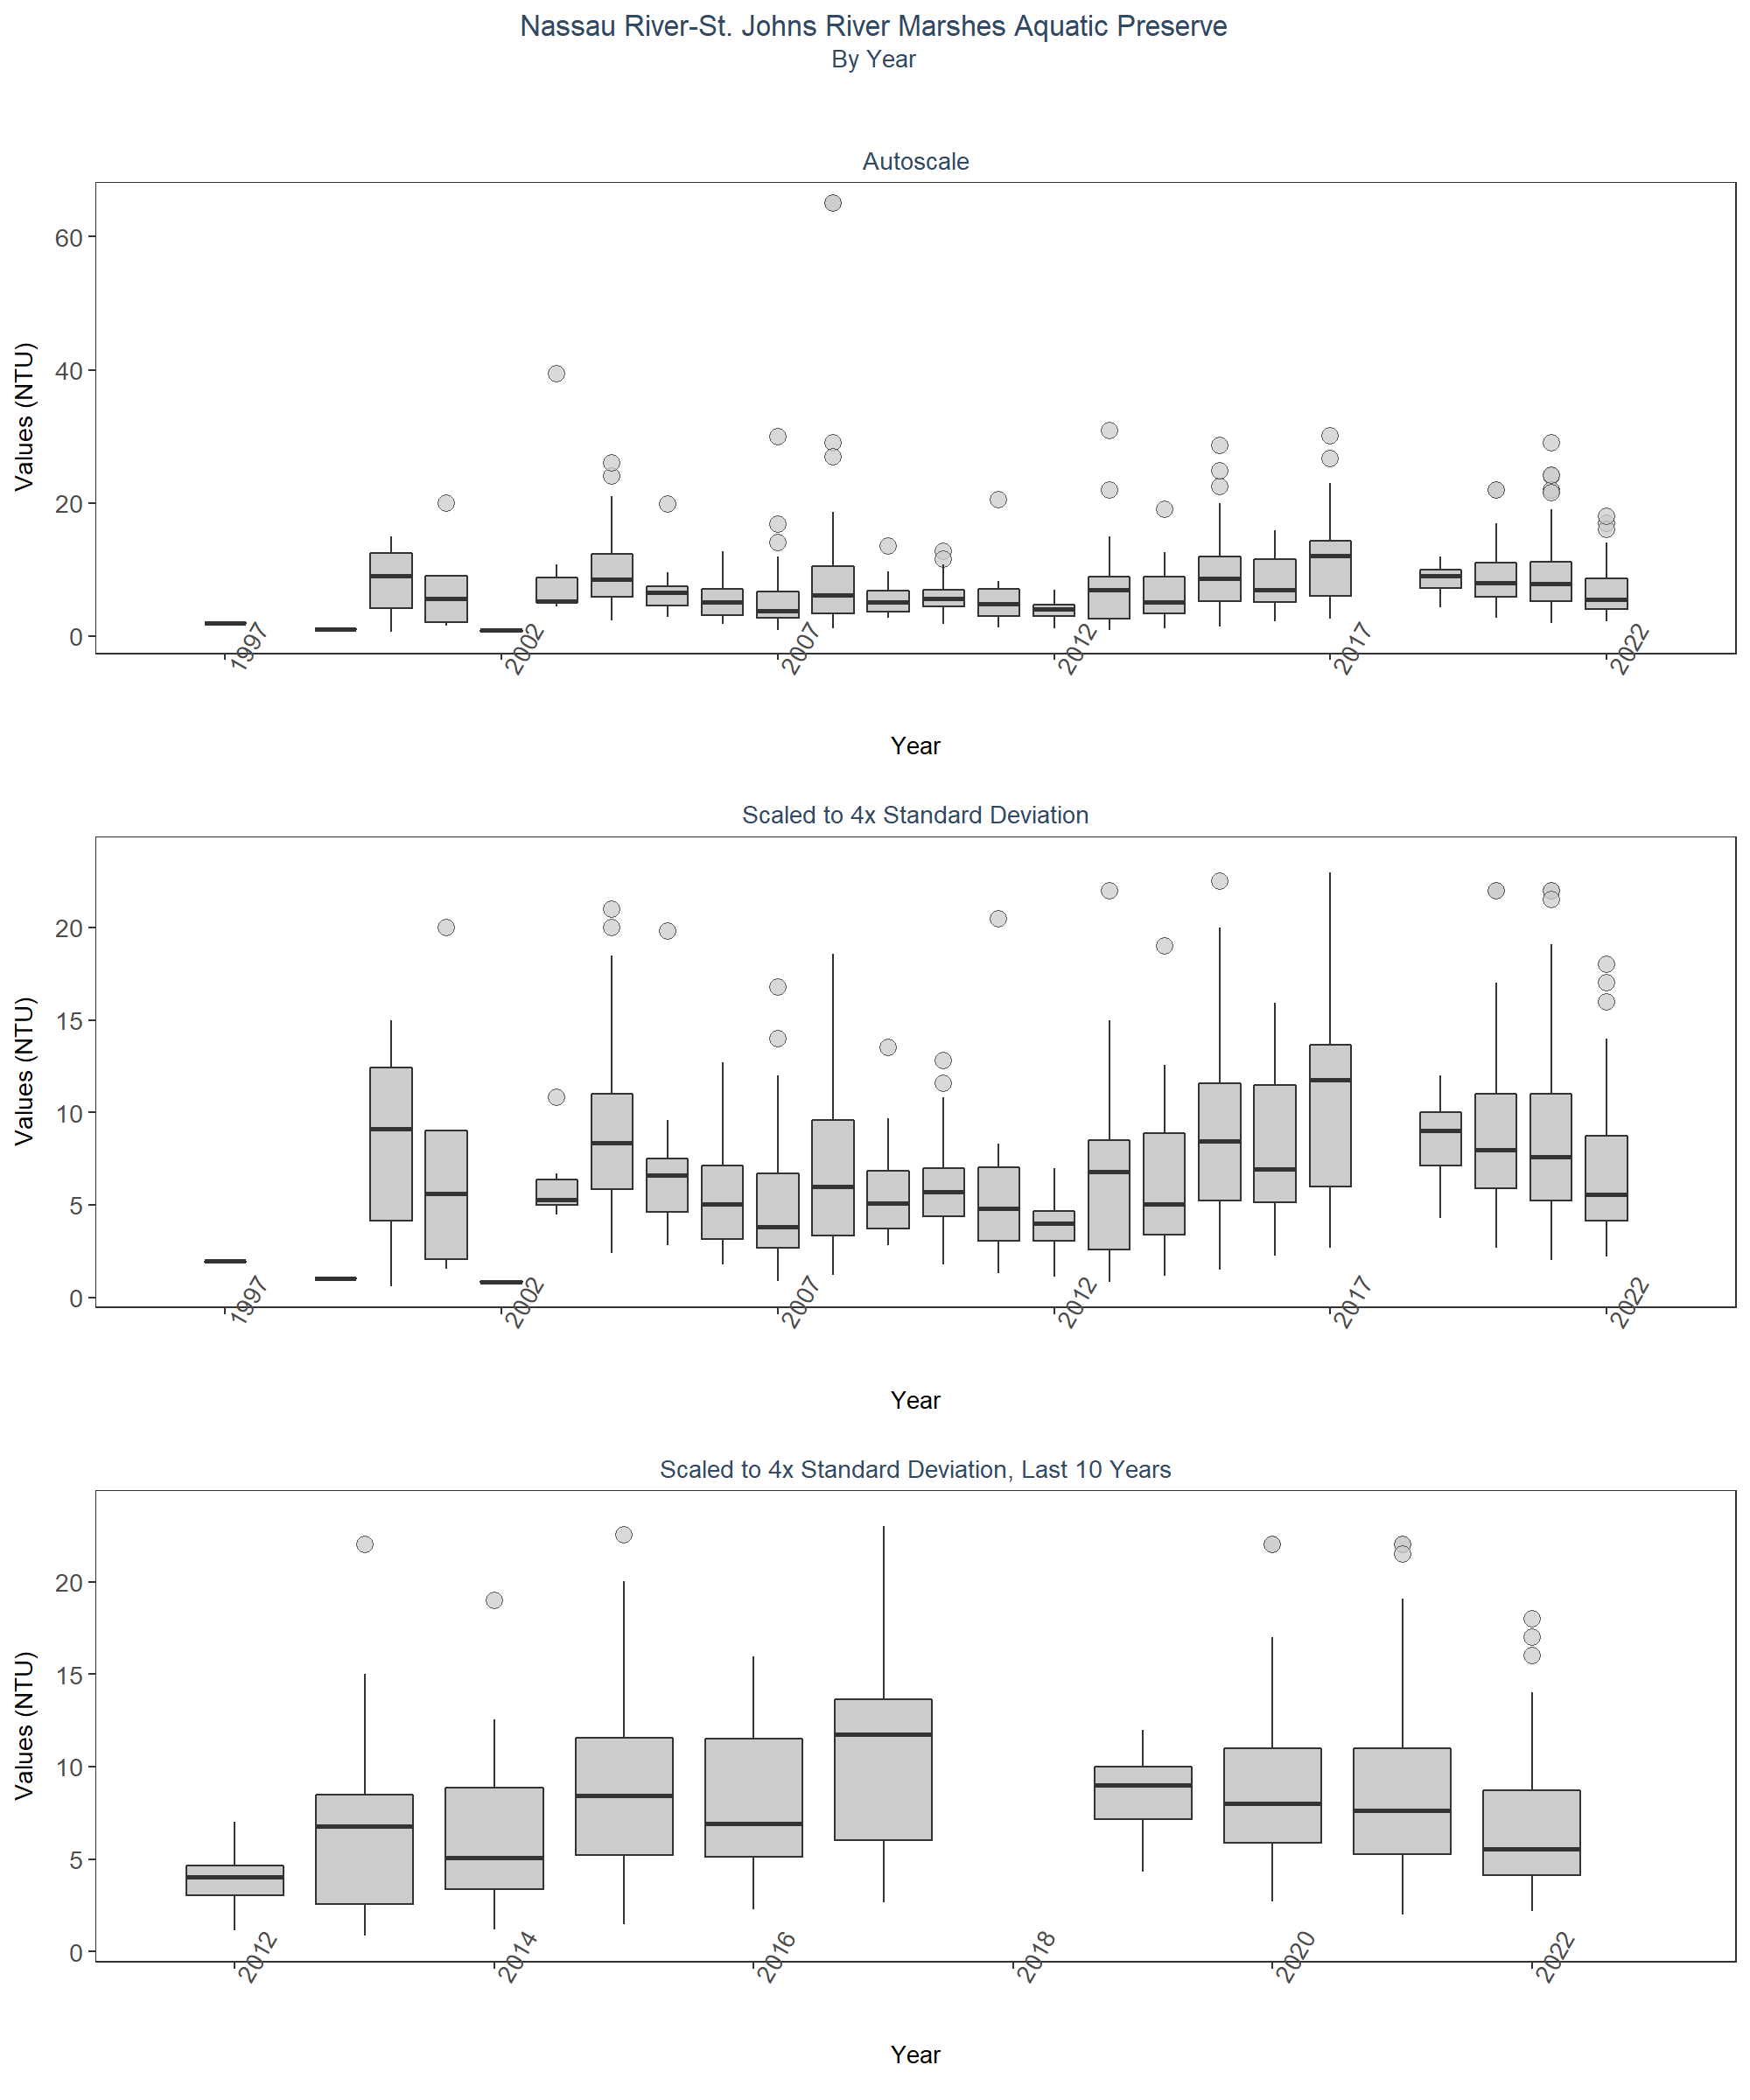 Nassau River-St. Johns River Marshes Aquatic Preserve
By Year
Autoscale
Values (NTU)
60
40
20
0
1997
2002
2007
2012
2017
2022
Year
Scaled to 4x Standard Deviation
Values (NTU)
20
15
10
5
0
1997
2002
2007
2012
2017
2022
Year
Scaled to 4x Standard Deviation, Last 10 Years
Values (NTU)
20
15
10
5
0
2012
2014
2016
2018
2020
2022
Year